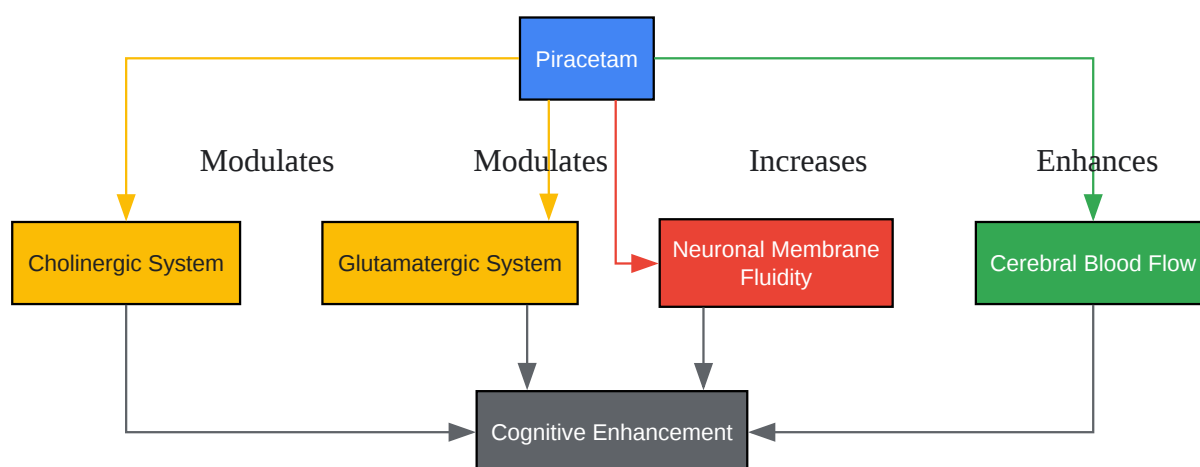 Piracetam
Modulates
Modulates
Increases
Enhances
Cholinergic System
Glutamatergic System
Neuronal Membrane
Fluidity
Cerebral Blood Flow
Cognitive Enhancement